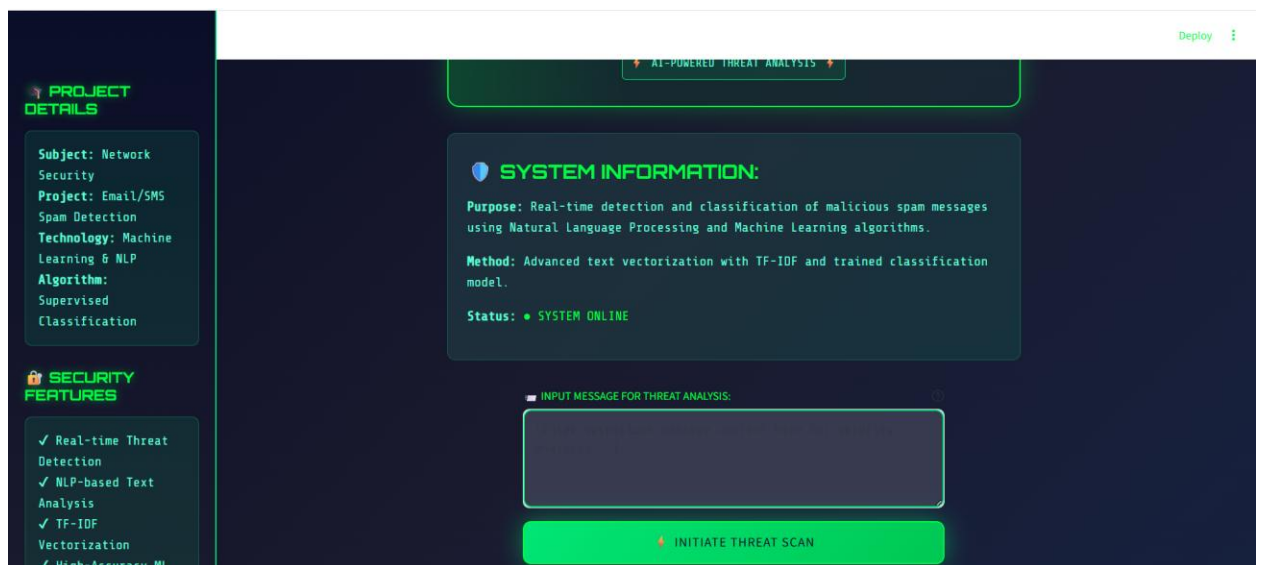 Deploy
PROJECT
DETAILS
Subject: Network
Security
Project: Email/SMS
Spam Detection
Technology: Machine
Learning & NLP
Algorithm:
Supervised
Classification
SECURITY
FEATURES
✓ Real-time Threat
Detection
✓ NLP-based Text
Analysis
✓ TF-IDF
Vectorization
✓ High-Accuracy ML
AI-POWERED THREAT ANALYSIS
SYSTEM INFORMATION:
Purpose: Real-time detection and classification of malicious spam messages
using Natural Language Processing and Machine Learning algorithms.
Method: Advanced text vectorization with TF-IDF and trained classification
model.
Status: ● SYSTEM ONLINE
INPUT MESSAGE FOR THREAT ANALYSIS:
INITIATE THREAT SCAN